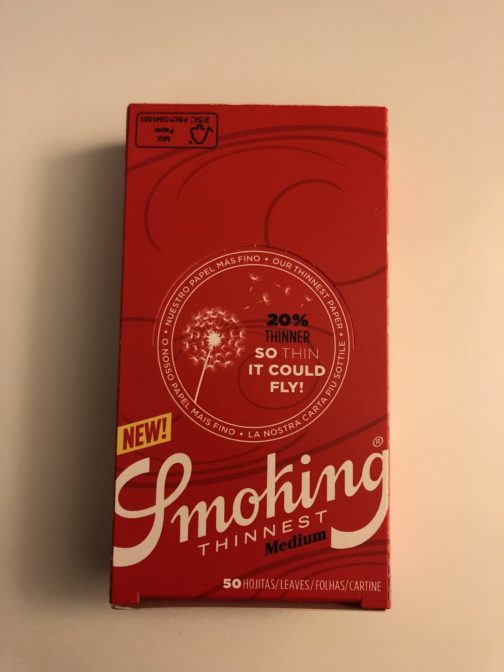 MIX
Paper
FSC FSC® C041521
NUESTRO PAPEL MÁS FINO • OUR THINNEST PAPER •
LA NOSTRA CARTA PIÙ SOTTILE • O NOSSO PAPEL MAIS FINO •
20%
THINNER
SO THIN
IT COULD
FLY!
NEW!
Smoking®
THINNEST
Medium
50 HOJITAS/LEAVES/FOLHAS/CARTINE